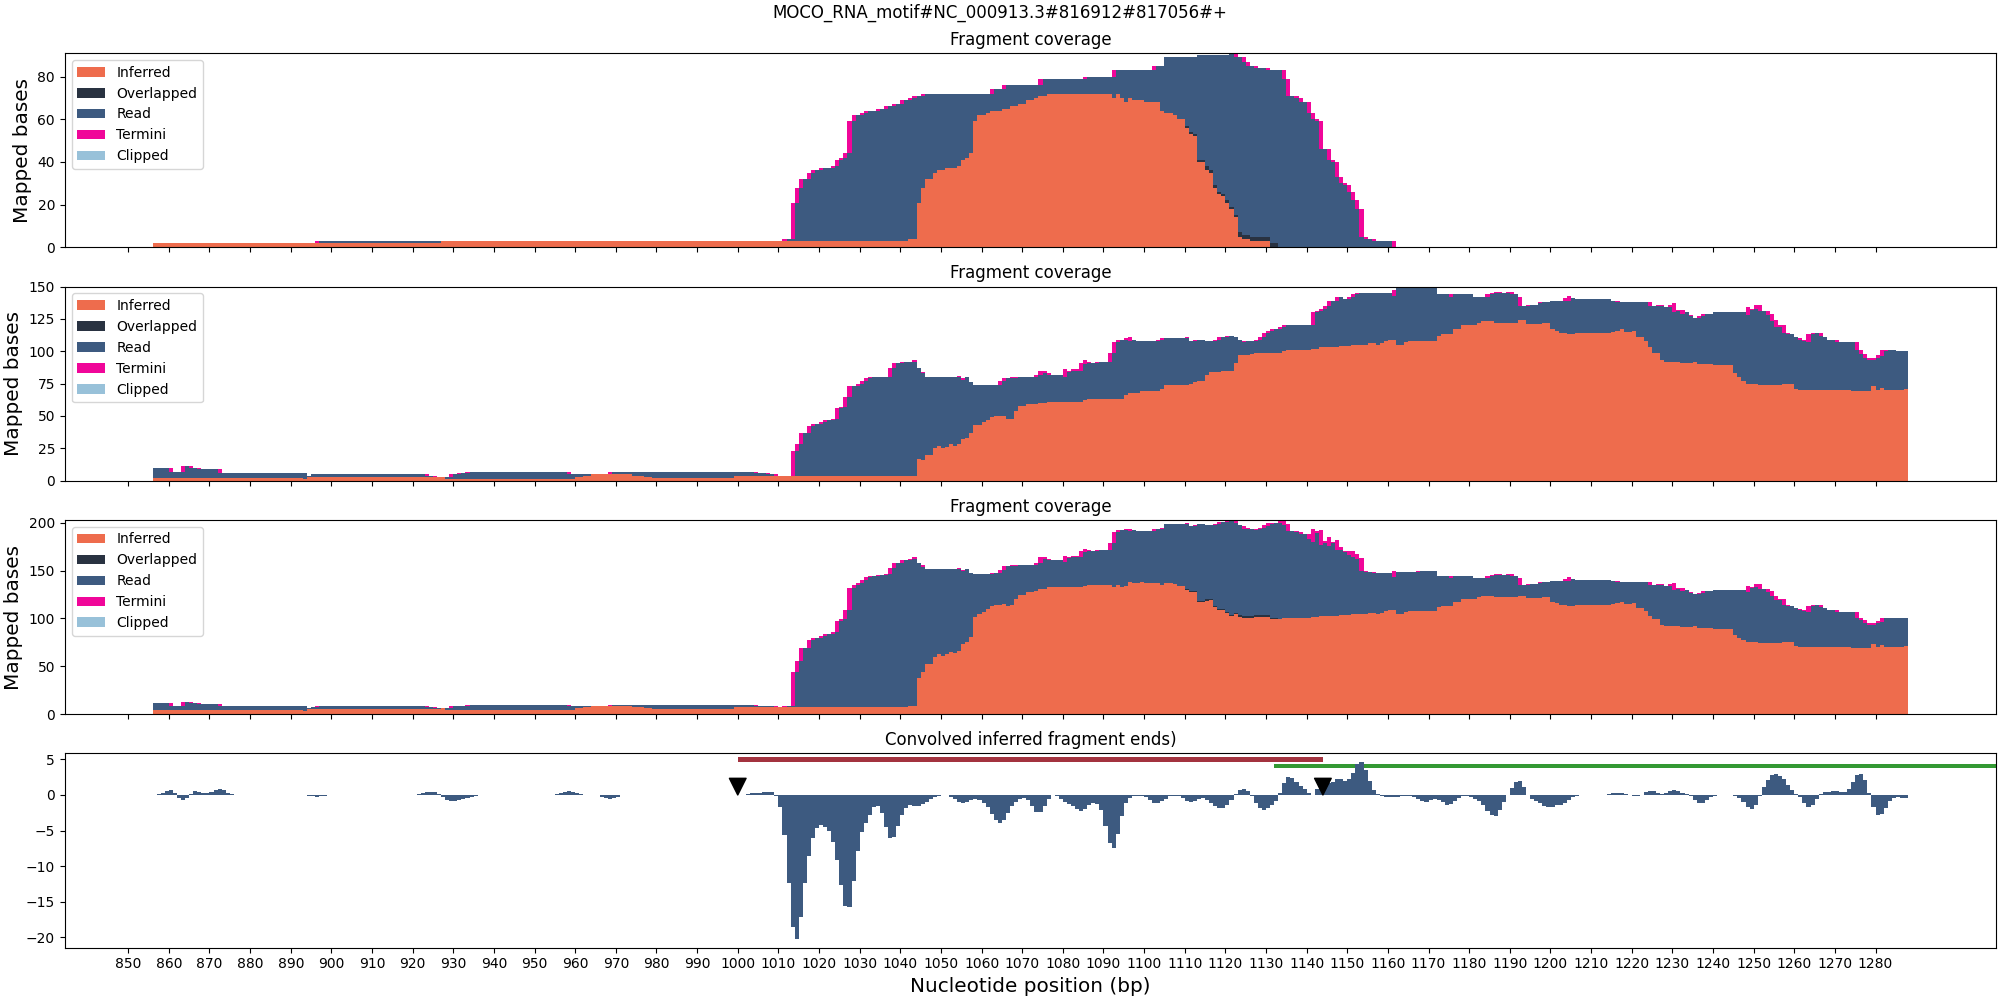 MOCO_RNA_motif#NC_000913.3#816912#817056#+
Fragment coverage
Mapped bases
80
60
40
20
0
Inferred
Overlapped
Read
Termini
Clipped
Fragment coverage
Mapped bases
150
125
100
75
50
25
0
Inferred
Overlapped
Read
Termini
Clipped
Fragment coverage
Mapped bases
200
150
100
50
0
Inferred
Overlapped
Read
Termini
Clipped
Convolved inferred fragment ends)
5
0
−5
−10
−15
−20
850 860 870 880 890 900 910 920 930 940 950 960 970 980 990 1000 1010 1020 1030 1040 1050 1060 1070 1080 1090 1100 1110 1120 1130 1140 1150 1160 1170 1180 1190 1200 1210 1220 1230 1240 1250 1260 1270 1280
Nucleotide position (bp)